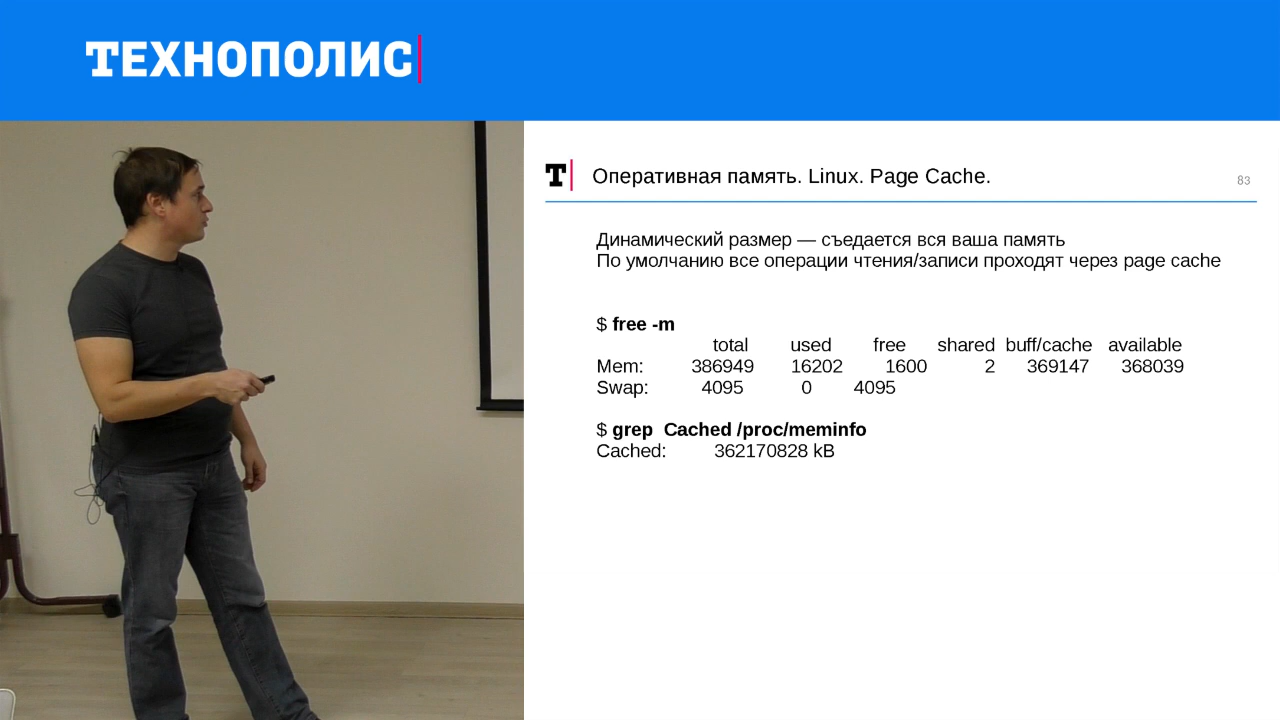 ТЕХНОПОЛИС
T Оперативная память. Linux. Page Cache. 83
Динамический размер — съедается вся ваша память
По умолчанию все операции чтения/записи проходят через page cache
$ free -m
total used free shared buff/cache available
Mem: 386949 16202 1600 2 369147 368039
Swap: 4095 0 4095
$ grep Cached /proc/meminfo
Cached: 362170828 kB